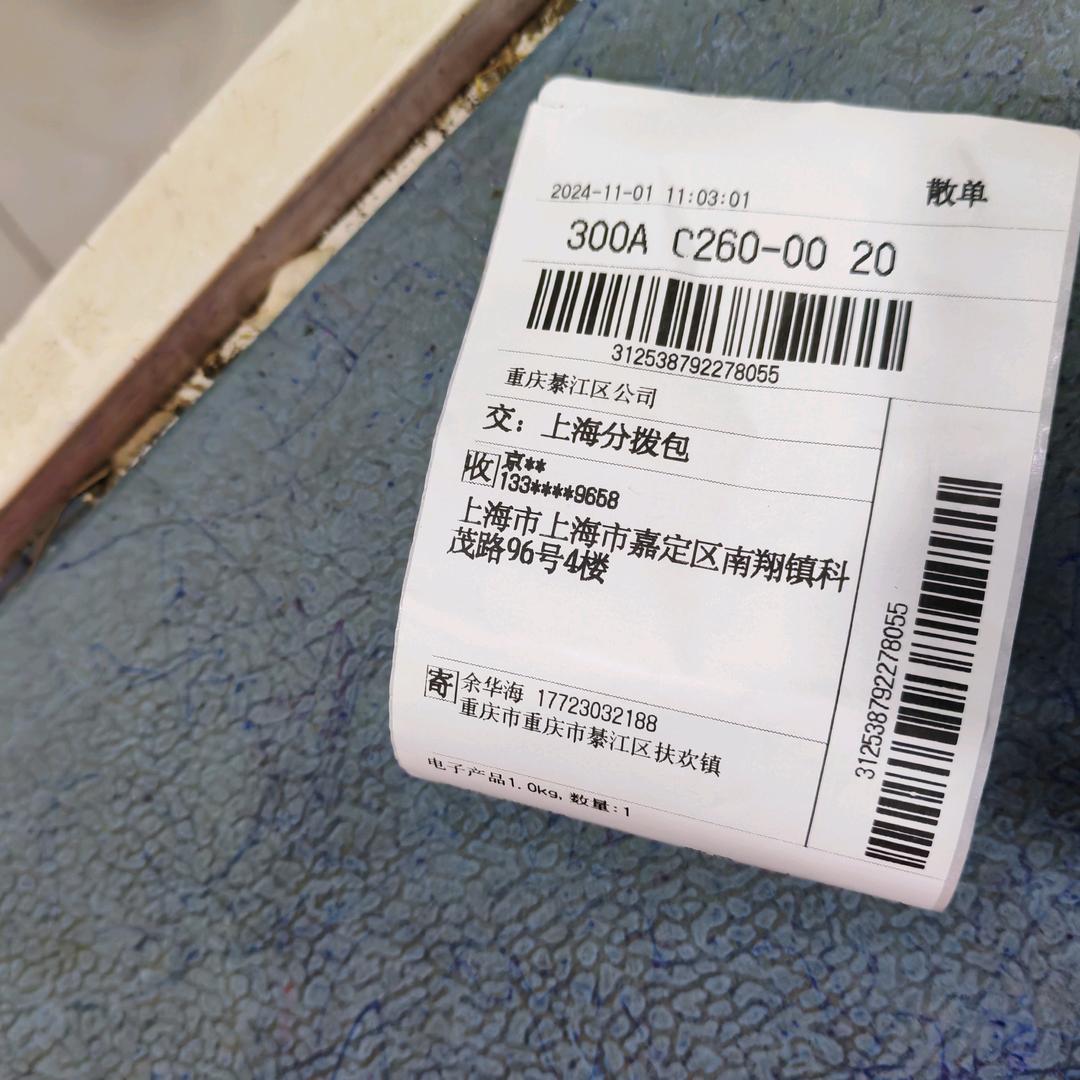 2024-11-01 11:03:01
散单
300A C260-00 20
312538792278055
重庆綦江区公司
交：上海分拨包
收 京**
133****9658
上海市上海市嘉定区南翔镇科
茂路96号4楼
寄 余华海 17723032188
重庆市重庆市綦江区扶欢镇
电子产品1.0kg，数量:1
312538792278055